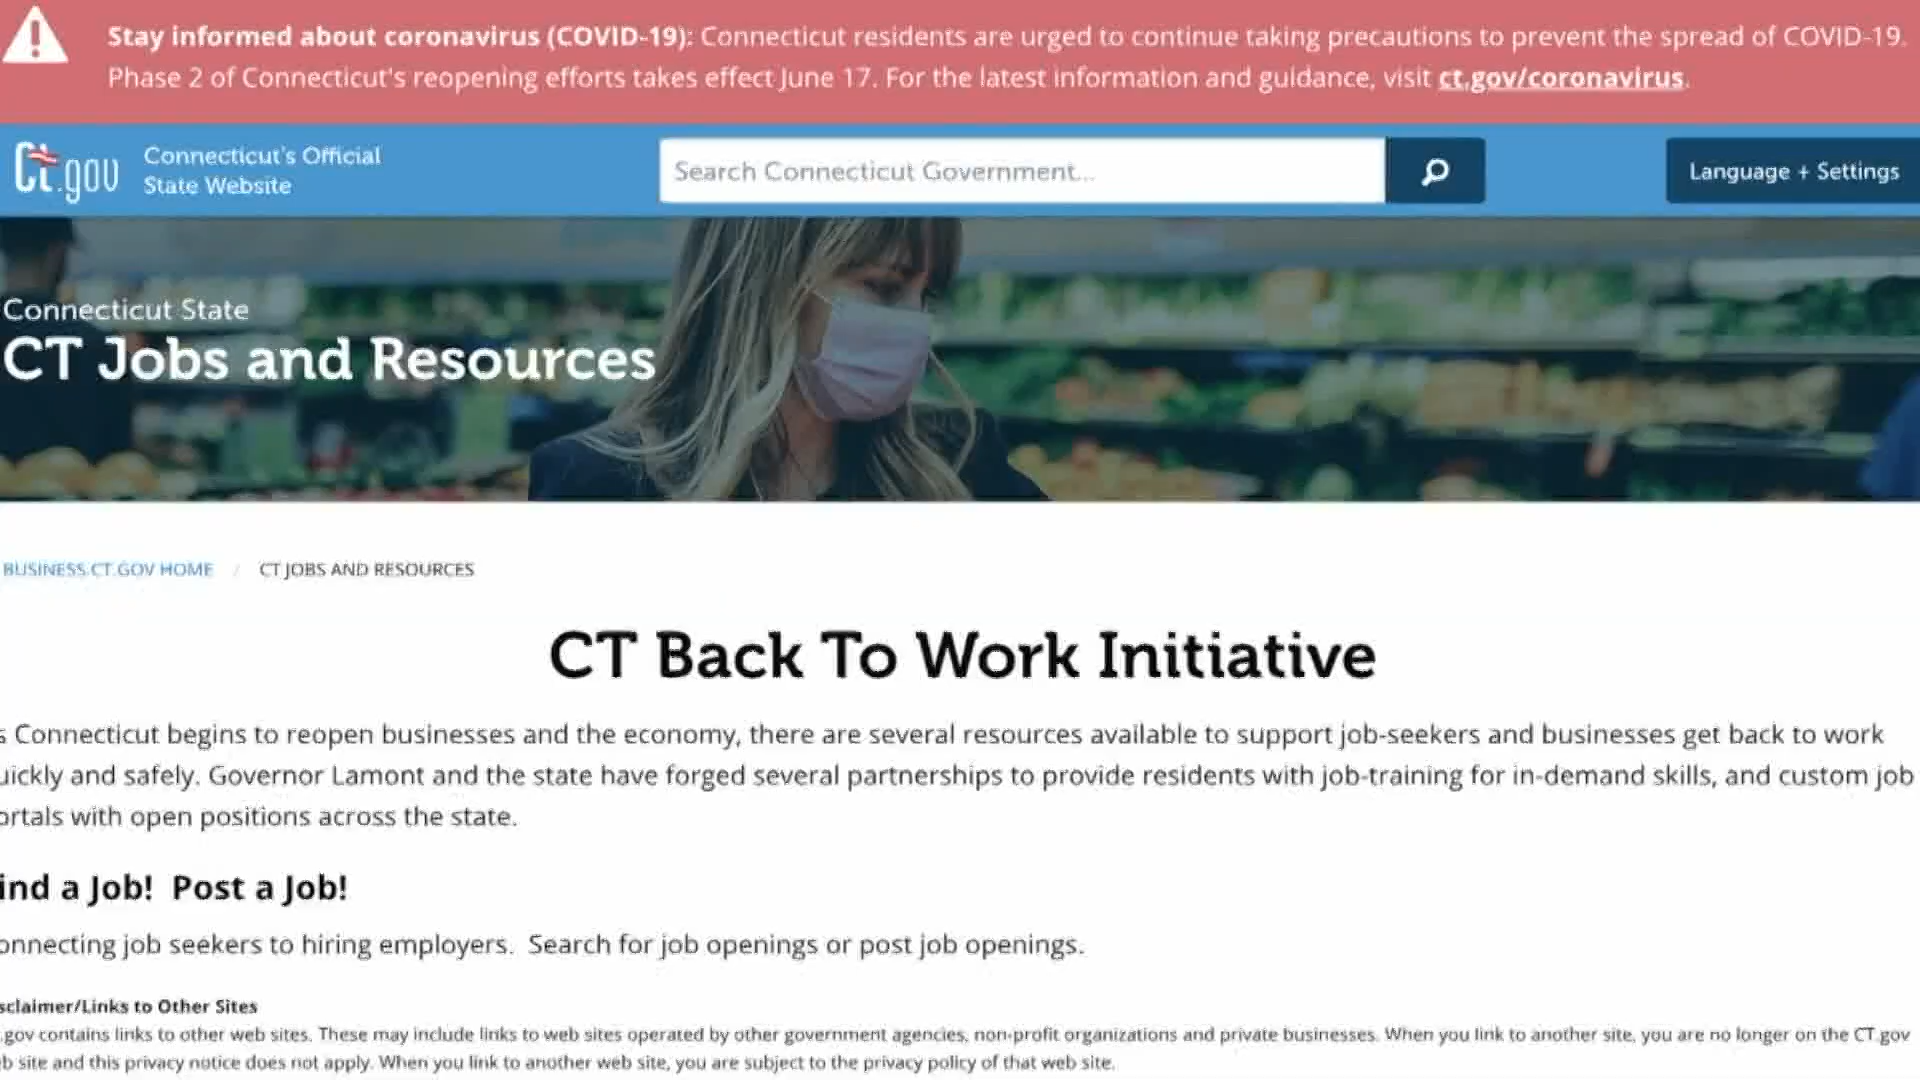 Stay informed about coronavirus (COVID-19): Connecticut residents are urged to continue taking precautions to prevent the spread of COVID-19.
Phase 2 of Connecticut's reopening efforts takes effect June 17. For the latest information and guidance, visit ct.gov/coronavirus.
Ct.gov
Connecticut's Official
State Website
Search Connecticut Government...
Language + Settings
Connecticut State
CT Jobs and Resources
BUSINESS.CT.GOV HOME / CT JOBS AND RESOURCES
CT Back To Work Initiative
s Connecticut begins to reopen businesses and the economy, there are several resources available to support job-seekers and businesses get back to work
uickly and safely. Governor Lamont and the state have forged several partnerships to provide residents with job-training for in-demand skills, and custom job
ortals with open positions across the state.
ind a Job! Post a Job!
onnecting job seekers to hiring employers. Search for job openings or post job openings.
sclaimer/Links to Other Sites
.gov contains links to other web sites. These may include links to web sites operated by other government agencies, non-profit organizations and private businesses. When you link to another site, you are no longer on the CT.gov
b site and this privacy notice does not apply. When you link to another web site, you are subject to the privacy policy of that web site.